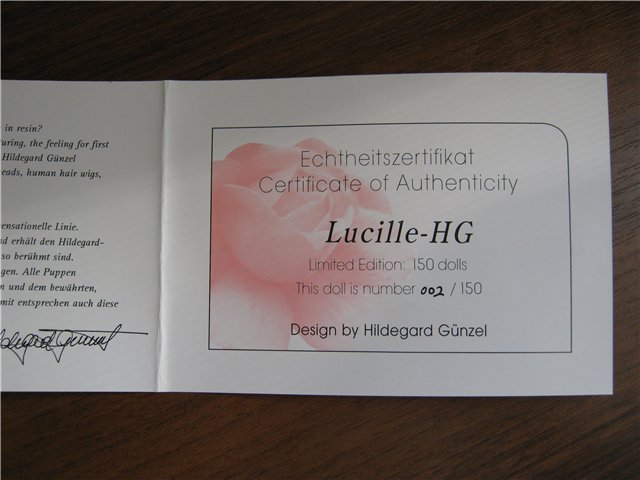 in resin?
uring, the feeling for first
Hildegard Günzel
eads, human hair wigs,
ensationelle Linie.
nd erhält den Hildegard-
so berühmt sind.
gen. Alle Puppen
n und dem bewährten,
mit entsprechen auch diese
Echtheitszertifikat
Certificate of Authenticity
Lucille-HG
Limited Edition: 150 dolls
This doll is number 002 / 150
Design by Hildegard Günzel